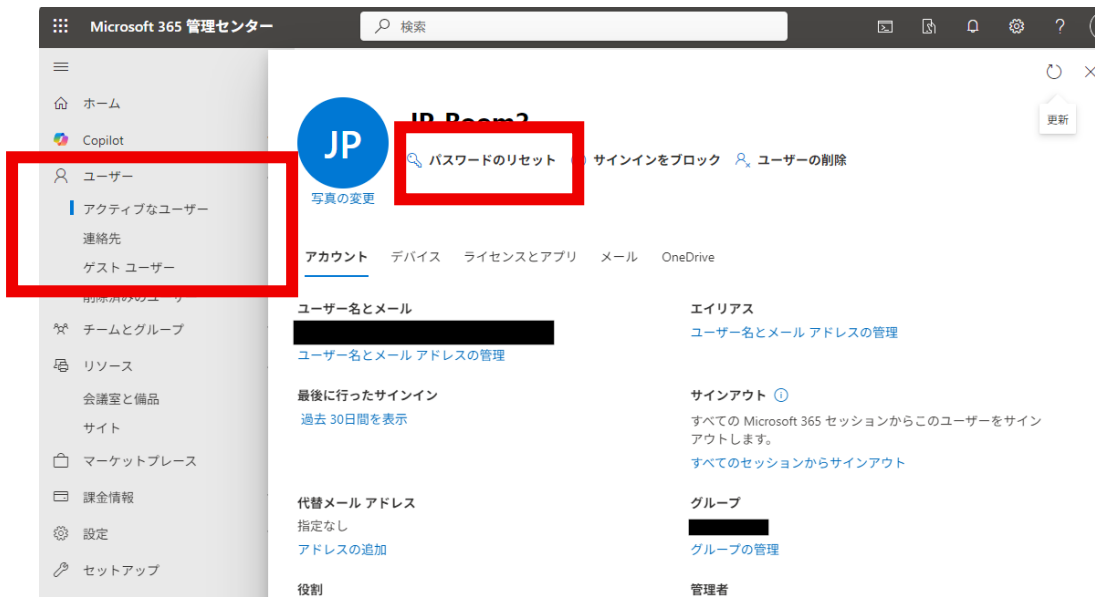 Microsoft 365 管理センター
検索
ホーム
Copilot
ユーザー
アクティブなユーザー
連絡先
ゲスト ユーザー
削除済みのユーザー
チームとグループ
リソース
会議室と備品
サイト
マーケットプレース
課金情報
設定
セットアップ
更新
JP
JP-Room2
写真の変更
パスワードのリセット
サインインをブロック
ユーザーの削除
アカウント デバイス ライセンスとアプリ メール OneDrive
ユーザー名とメール
ユーザー名とメール アドレスの管理
エイリアス
ユーザー名とメール アドレスの管理
最後に行ったサインイン
過去 30日間を表示
サインアウト
すべての Microsoft 365 セッションからこのユーザーをサイン
アウトします。
すべてのセッションからサインアウト
代替メール アドレス
指定なし
アドレスの追加
グループ
グループの管理
役割
管理者